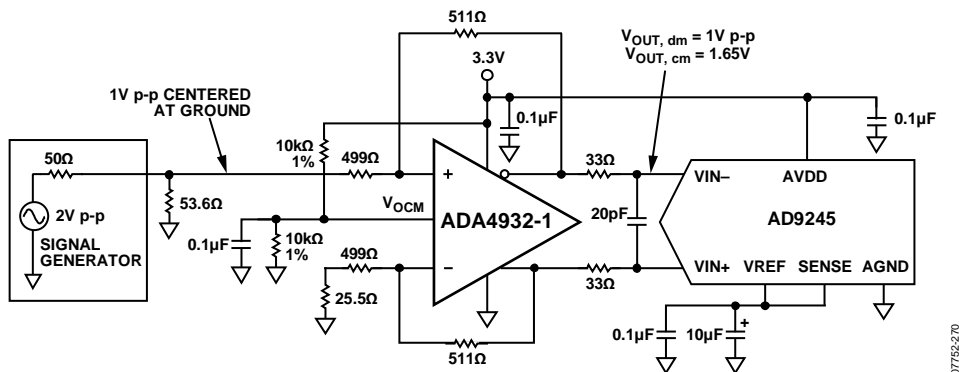 511Ω
V_OUT, dm = 1V p-p
V_OUT, cm = 1.65V
3.3V
1V p-p CENTERED
AT GROUND
0.1µF
0.1µF
50Ω
10kΩ
1%
499Ω
33Ω
VIN–
AVDD
2V p-p
53.6Ω
V_OCM
ADA4932-1
20pF
AD9245
SIGNAL
GENERATOR
0.1µF
10kΩ
1%
499Ω
33Ω
VIN+
VREF
SENSE
AGND
25.5Ω
511Ω
0.1µF
10µF
+
–
+
07752-270